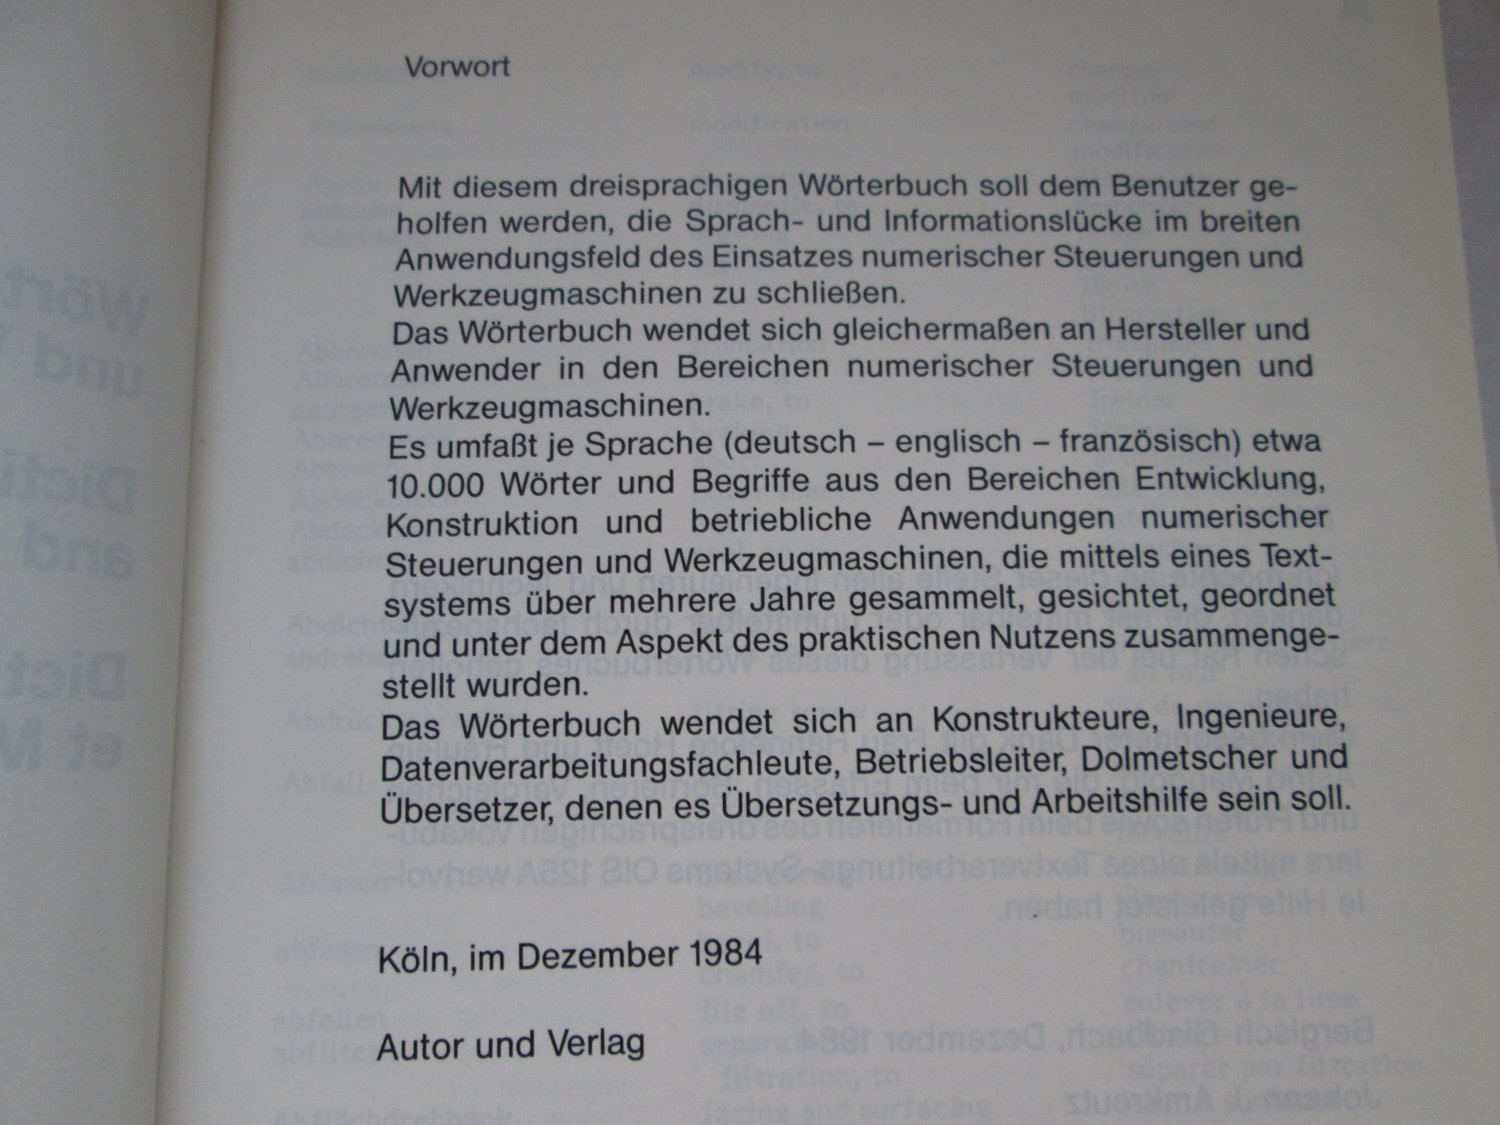 Vorwort
Mit diesem dreisprachigen Wörterbuch soll dem Benutzer ge-
holfen werden, die Sprach- und Informationslücke im breiten
Anwendungsfeld des Einsatzes numerischer Steuerungen und
Werkzeugmaschinen zu schließen.
Das Wörterbuch wendet sich gleichermaßen an Hersteller und
Anwender in den Bereichen numerischer Steuerungen und
Werkzeugmaschinen.
Es umfaßt je Sprache (deutsch – englisch – französisch) etwa
10.000 Wörter und Begriffe aus den Bereichen Entwicklung,
Konstruktion und betriebliche Anwendungen numerischer
Steuerungen und Werkzeugmaschinen, die mittels eines Text-
systems über mehrere Jahre gesammelt, gesichtet, geordnet
und unter dem Aspekt des praktischen Nutzens zusammenge-
stellt wurden.
Das Wörterbuch wendet sich an Konstrukteure, Ingenieure,
Datenverarbeitungsfachleute, Betriebsleiter, Dolmetscher und
Übersetzer, denen es Übersetzungs- und Arbeitshilfe sein soll.
Köln, im Dezember 1984
Autor und Verlag